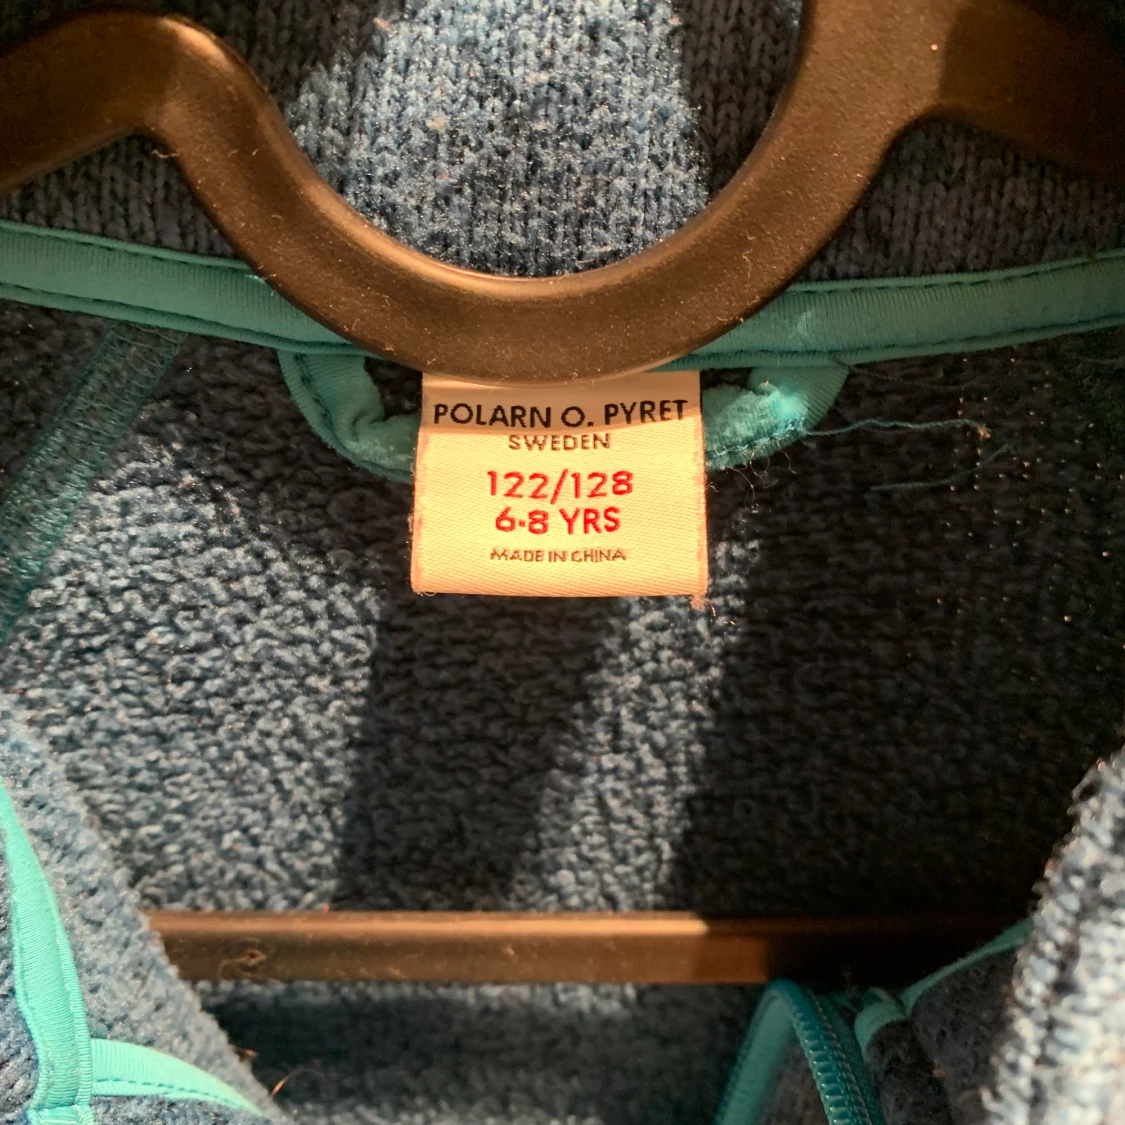 POLARN O. PYRET
SWEDEN
122/128
6-8 YRS
MADE IN CHINA